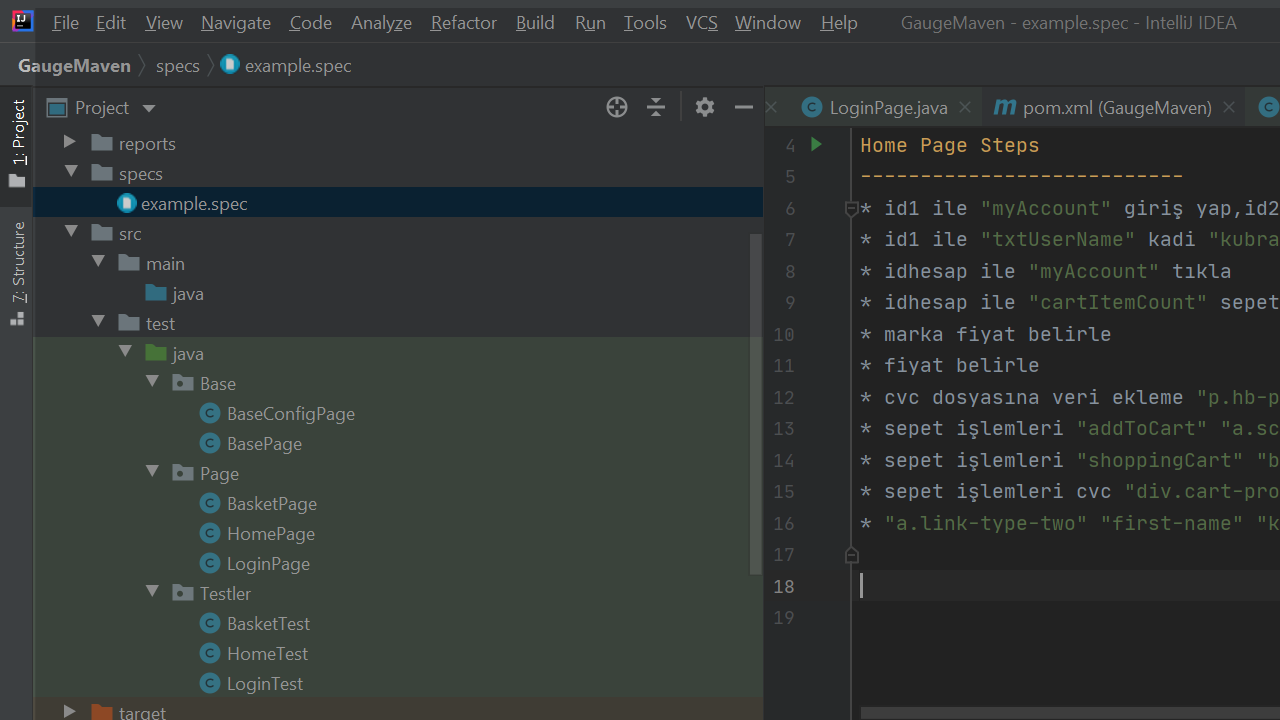 File Edit View Navigate Code Analyze Refactor Build Run Tools VCS Window Help GaugeMaven - example.spec - IntelliJ IDEA
GaugeMaven specs example.spec
1: Project
7: Structure
Project
reports
specs
example.spec
src
main
java
test
java
Base
BaseConfigPage
BasePage
Page
BasketPage
HomePage
LoginPage
Testler
BasketTest
HomeTest
LoginTest
target
LoginPage.java pom.xml (GaugeMaven)
4 Home Page Steps
5 ---------------------------
6 * id1 ile "myAccount" giriş yap,id2
7 * id1 ile "txtUserName" kadi "kubra
8 * idhesap ile "myAccount" tıkla
9 * idhesap ile "cartItemCount" sepet
10 * marka fiyat belirle
11 * fiyat belirle
12 * cvc dosyasına veri ekleme "p.hb-p
13 * sepet işlemleri "addToCart" "a.sc
14 * sepet işlemleri "shoppingCart" "b
15 * sepet işlemleri cvc "div.cart-pro
16 * "a.link-type-two" "first-name" "k
17
18
19